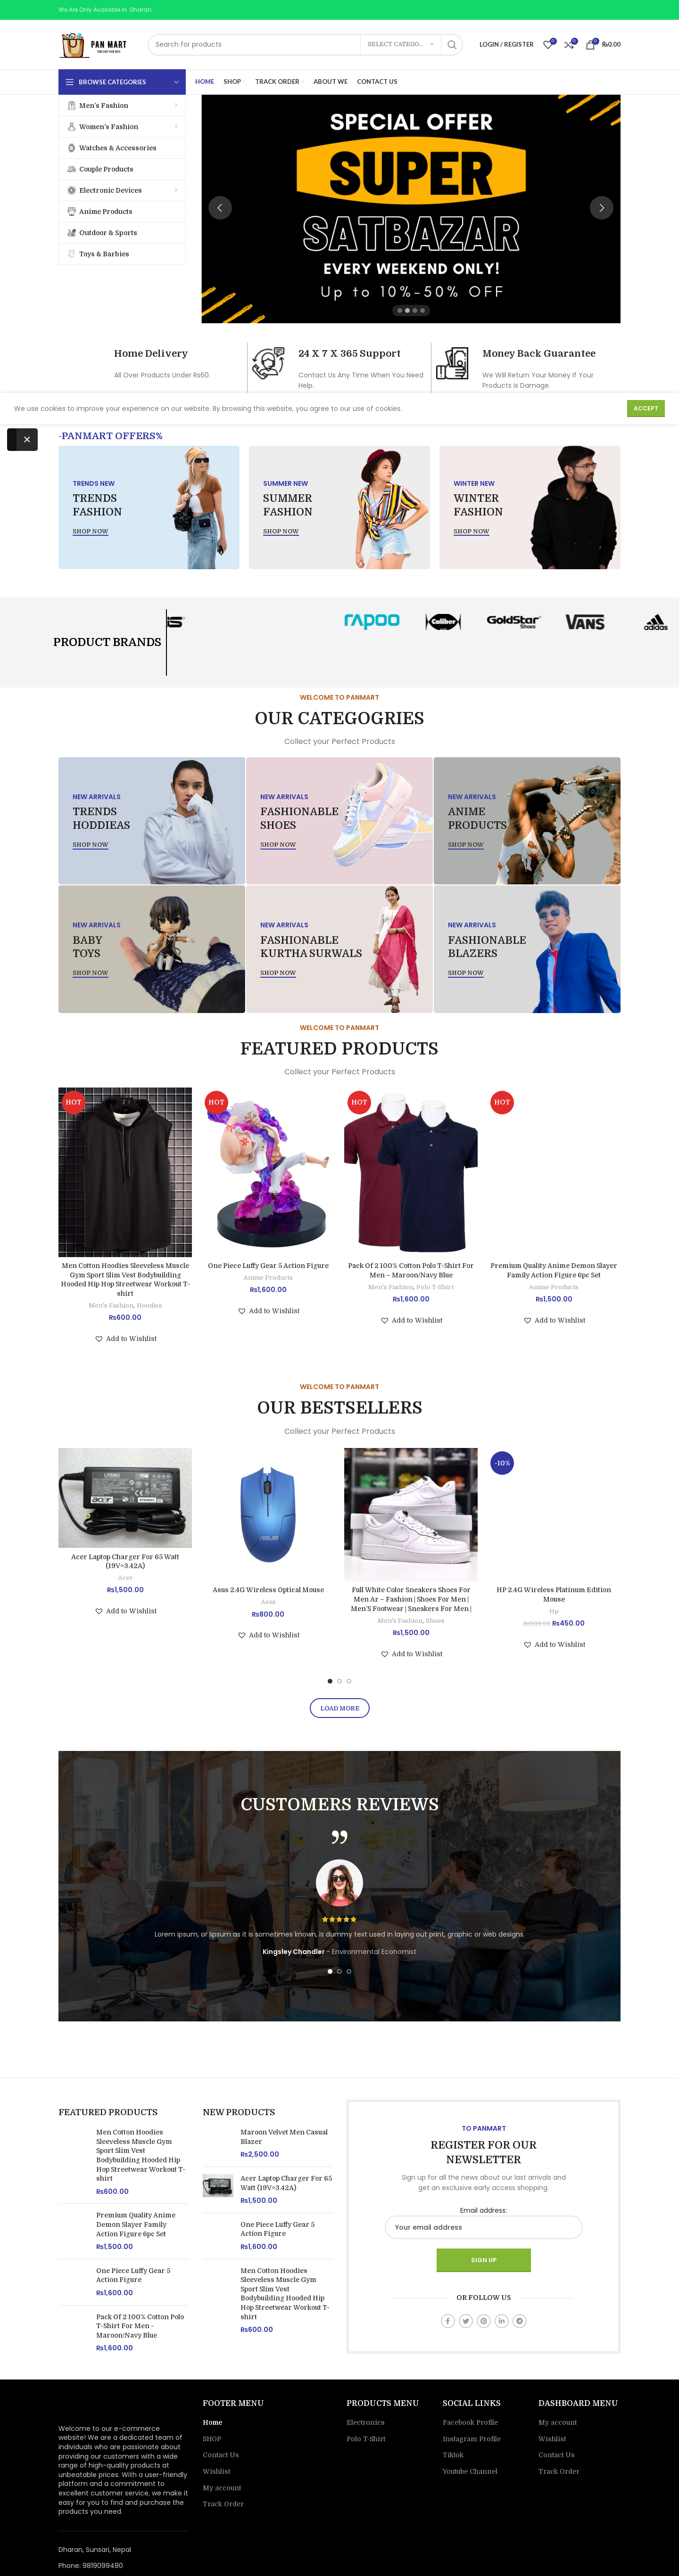 We Are Only Available In Dharan
PAN MART
Search for products
SELECT CATEGO...
LOGIN / REGISTER
0
0
0
₨0.00
BROWSE CATEGORIES
HOME
SHOP
TRACK ORDER
ABOUT WE
CONTACT US
Men's Fashion
Women's Fashion
Watches & Accessories
Couple Products
Electronic Devices
Anime Products
Outdoor & Sports
Toys & Barbies
SPECIAL OFFER
SUPER
SATBAZAR
EVERY WEEKEND ONLY!
Up to 10%-50% OFF
Home Delivery
All Over Products Under Rs60.
24 X 7 X 365 Support
Contact Us Any Time When You Need Help.
Money Back Guarantee
We Will Return Your Money If Your Products Is Damage.
We use cookies to improve your experience on our website. By browsing this website, you agree to our use of cookies.
ACCEPT
-PANMART OFFERS%
TRENDS NEW
TRENDS
FASHION
SHOP NOW
SUMMER NEW
SUMMER
FASHION
SHOP NOW
WINTER NEW
WINTER
FASHION
SHOP NOW
PRODUCT BRANDS
rapoo
Caliber
GOLDSTAR
Shoes
VANS
adidas
WELCOME TO PANMART
OUR CATEGOGRIES
Collect your Perfect Products
NEW ARRIVALS
TRENDS
HODDIEAS
SHOP NOW
NEW ARRIVALS
FASHIONABLE
SHOES
SHOP NOW
NEW ARRIVALS
ANIME
PRODUCTS
SHOP NOW
NEW ARRIVALS
BABY
TOYS
SHOP NOW
NEW ARRIVALS
FASHIONABLE
KURTHA SURWALS
SHOP NOW
NEW ARRIVALS
FASHIONABLE
BLAZERS
SHOP NOW
WELCOME TO PANMART
FEATURED PRODUCTS
Collect your Perfect Products
HOT
HOT
HOT
HOT
Men Cotton Hoodies Sleeveless Muscle
Gym Sport Slim Vest Bodybuilding
Hooded Hip Hop Streetwear Workout T-
shirt
Men's Fashion, Hoodies
₨600.00
Add to Wishlist
One Piece Luffy Gear 5 Action Figure
Anime Products
₨1,600.00
Add to Wishlist
Pack Of 2 100% Cotton Polo T-Shirt For
Men – Maroon/Navy Blue
Men's Fashion, Polo T-Shirt
₨1,600.00
Add to Wishlist
Premium Quality Anime Demon Slayer
Family Action Figure 6pc Set
Anime Products
₨1,500.00
Add to Wishlist
WELCOME TO PANMART
OUR BESTSELLERS
Collect your Perfect Products
LITEON
acer
ASUS
-10%
Acer Laptop Charger For 65 Watt
(19V×3.42A)
Acer
₨1,500.00
Add to Wishlist
Asus 2.4G Wireless Optical Mouse
Asus
₨800.00
Add to Wishlist
Full White Color Sneakers Shoes For
Men Ar – Fashion | Shoes For Men |
Men'S Footwear | Sneakers For Men |
Men's Fashion, Shoes
₨1,500.00
Add to Wishlist
HP 2.4G Wireless Platinum Edition
Mouse
Hp
₨500.00 ₨450.00
Add to Wishlist
LOAD MORE
CUSTOMERS REVIEWS
Lorem ipsum, or lipsum as it is sometimes known, is dummy text used in laying out print, graphic or web designs.
Kingsley Chandler - Environmental Economist
FEATURED PRODUCTS
Men Cotton Hoodies
Sleeveless Muscle Gym
Sport Slim Vest
Bodybuilding Hooded Hip
Hop Streetwear Workout T-
shirt
₨600.00
Premium Quality Anime
Demon Slayer Family
Action Figure 6pc Set
₨1,500.00
One Piece Luffy Gear 5
Action Figure
₨1,600.00
Pack Of 2 100% Cotton Polo
T-Shirt For Men -
Maroon/Navy Blue
₨1,600.00
NEW PRODUCTS
Maroon Velvet Men Casual
Blazer
₨2,500.00
Acer Laptop Charger For 65
Watt (19V×3.42A)
₨1,500.00
One Piece Luffy Gear 5
Action Figure
₨1,600.00
Men Cotton Hoodies
Sleeveless Muscle Gym
Sport Slim Vest
Bodybuilding Hooded Hip
Hop Streetwear Workout T-
shirt
₨600.00
TO PANMART
REGISTER FOR OUR
NEWSLETTER
Sign up for all the news about our last arrivals and
get an exclusive early access shopping.
Email address:
Your email address
SIGN UP
OR FOLLOW US
Welcome to our e-commerce
website! We are a dedicated team of
individuals who are passionate about
providing our customers with a wide
range of high-quality products at
unbeatable prices. With a user-friendly
platform and a commitment to
excellent customer service, we make it
easy for you to find and purchase the
products you need.
Dharan, Sunsari, Nepal
Phone: 9819099480
FOOTER MENU
Home
SHOP
Contact Us
Wishlist
My account
Track Order
PRODUCTS MENU
Electronics
Polo T-Shirt
SOCIAL LINKS
Facebook Profile
Instagram Profile
Tiktok
Youtube Channel
DASHBOARD MENU
My account
Wishlist
Contact Us
Track Order